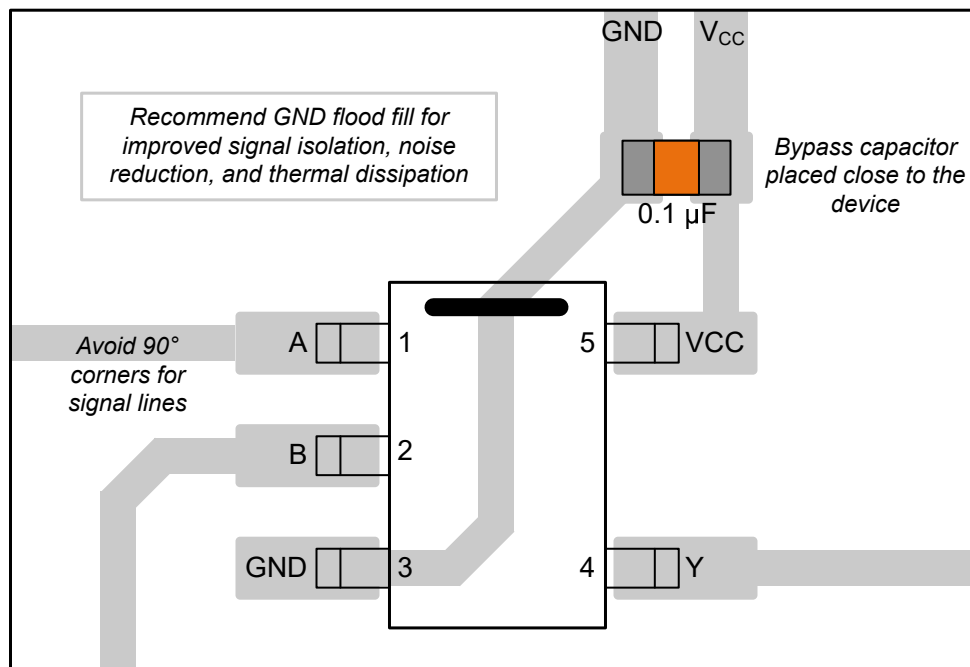 GND
VCC
Recommend GND flood fill for
improved signal isolation, noise
reduction, and thermal dissipation
Bypass capacitor
placed close to the
device
0.1 µF
A
1
5
VCC
Avoid 90°
corners for
signal lines
B
2
GND
3
4
Y